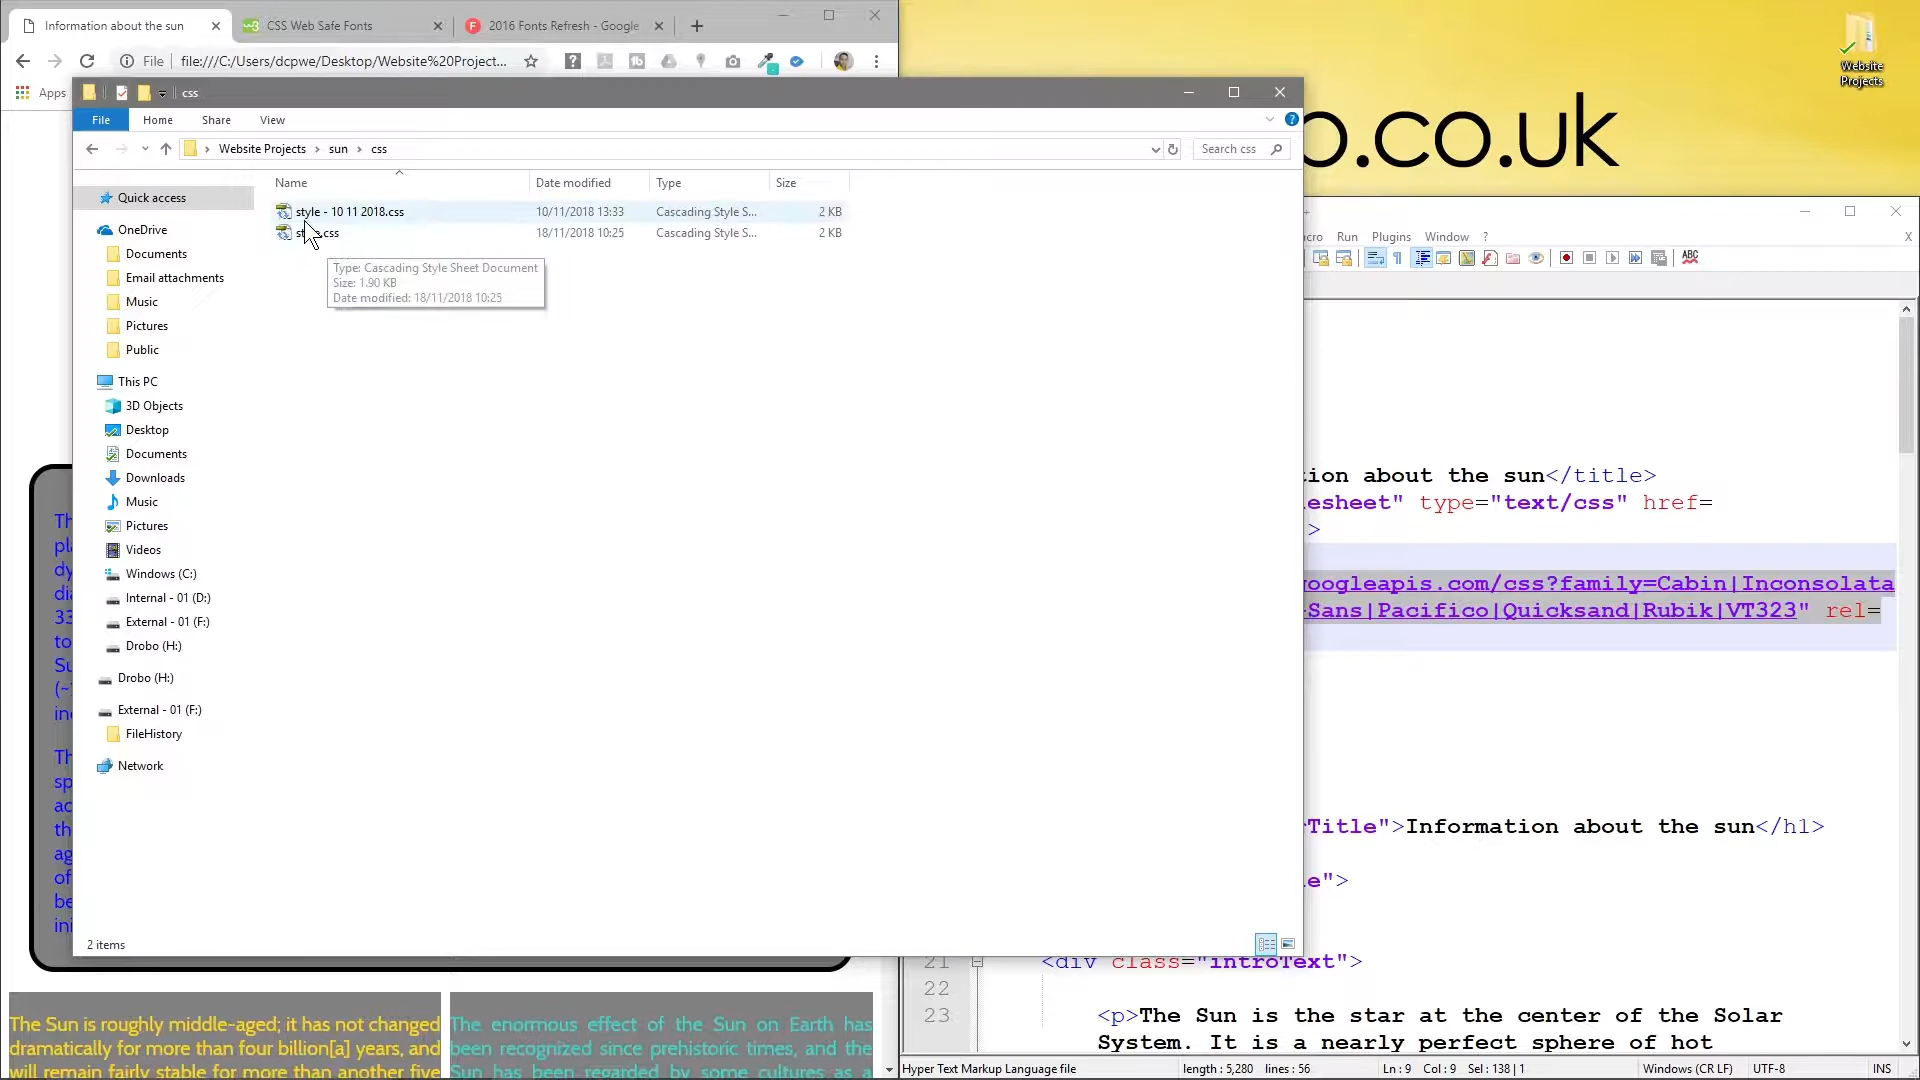 Information about the sun
CSS Web Safe Fonts
2016 Fonts Refresh - Google
File
file:///C:/Users/dcpwe/Desktop/Website%20Project...
Apps
css
File
Home
Share
View
Website Projects
sun
css
Search css
Name
Date modified
Type
Size
style - 10 11 2018.css
10/11/2018 13:33
Cascading Style S...
2 KB
18/11/2018 10:25
Cascading Style S...
2 KB
Type: Cascading Style Sheet Document
Size: 1.90 KB
Date modified: 18/11/2018 10:25
Quick access
OneDrive
Documents
Email attachments
Music
Pictures
Public
This PC
3D Objects
Desktop
Documents
Downloads
Music
Pictures
Videos
Windows (C:)
Internal - 01 (D:)
External - 01 (F:)
Drobo (H:)
Drobo (H:)
External - 01 (F:)
FileHistory
Network
2 items
Website
Projects
o.co.uk
Run
Plugins
Window
?
X
ABC
ion about the sun</title>
esheet" type="text/css" href=
>
oogleapis.com/css?family=Cabin|Inconsolata
Sans|Pacifico|Quicksand|Rubik|VT323" rel=
rTitle">Information about the sun</h1>
e">
21 <div class="introText">
22
23 <p>The Sun is the star at the center of the Solar
System. It is a nearly perfect sphere of hot
Hyper Text Markup Language file
length : 5,280 lines : 56
Ln : 9 Col : 9 Sel : 138 | 1
Windows (CR LF)
UTF-8
INS
The Sun is roughly middle-aged; it has not changed
dramatically for more than four billion[a] years, and
will remain fairly stable for more than another five
The enormous effect of the Sun on Earth has
been recognized since prehistoric times, and the
Sun has been regarded by some cultures as a